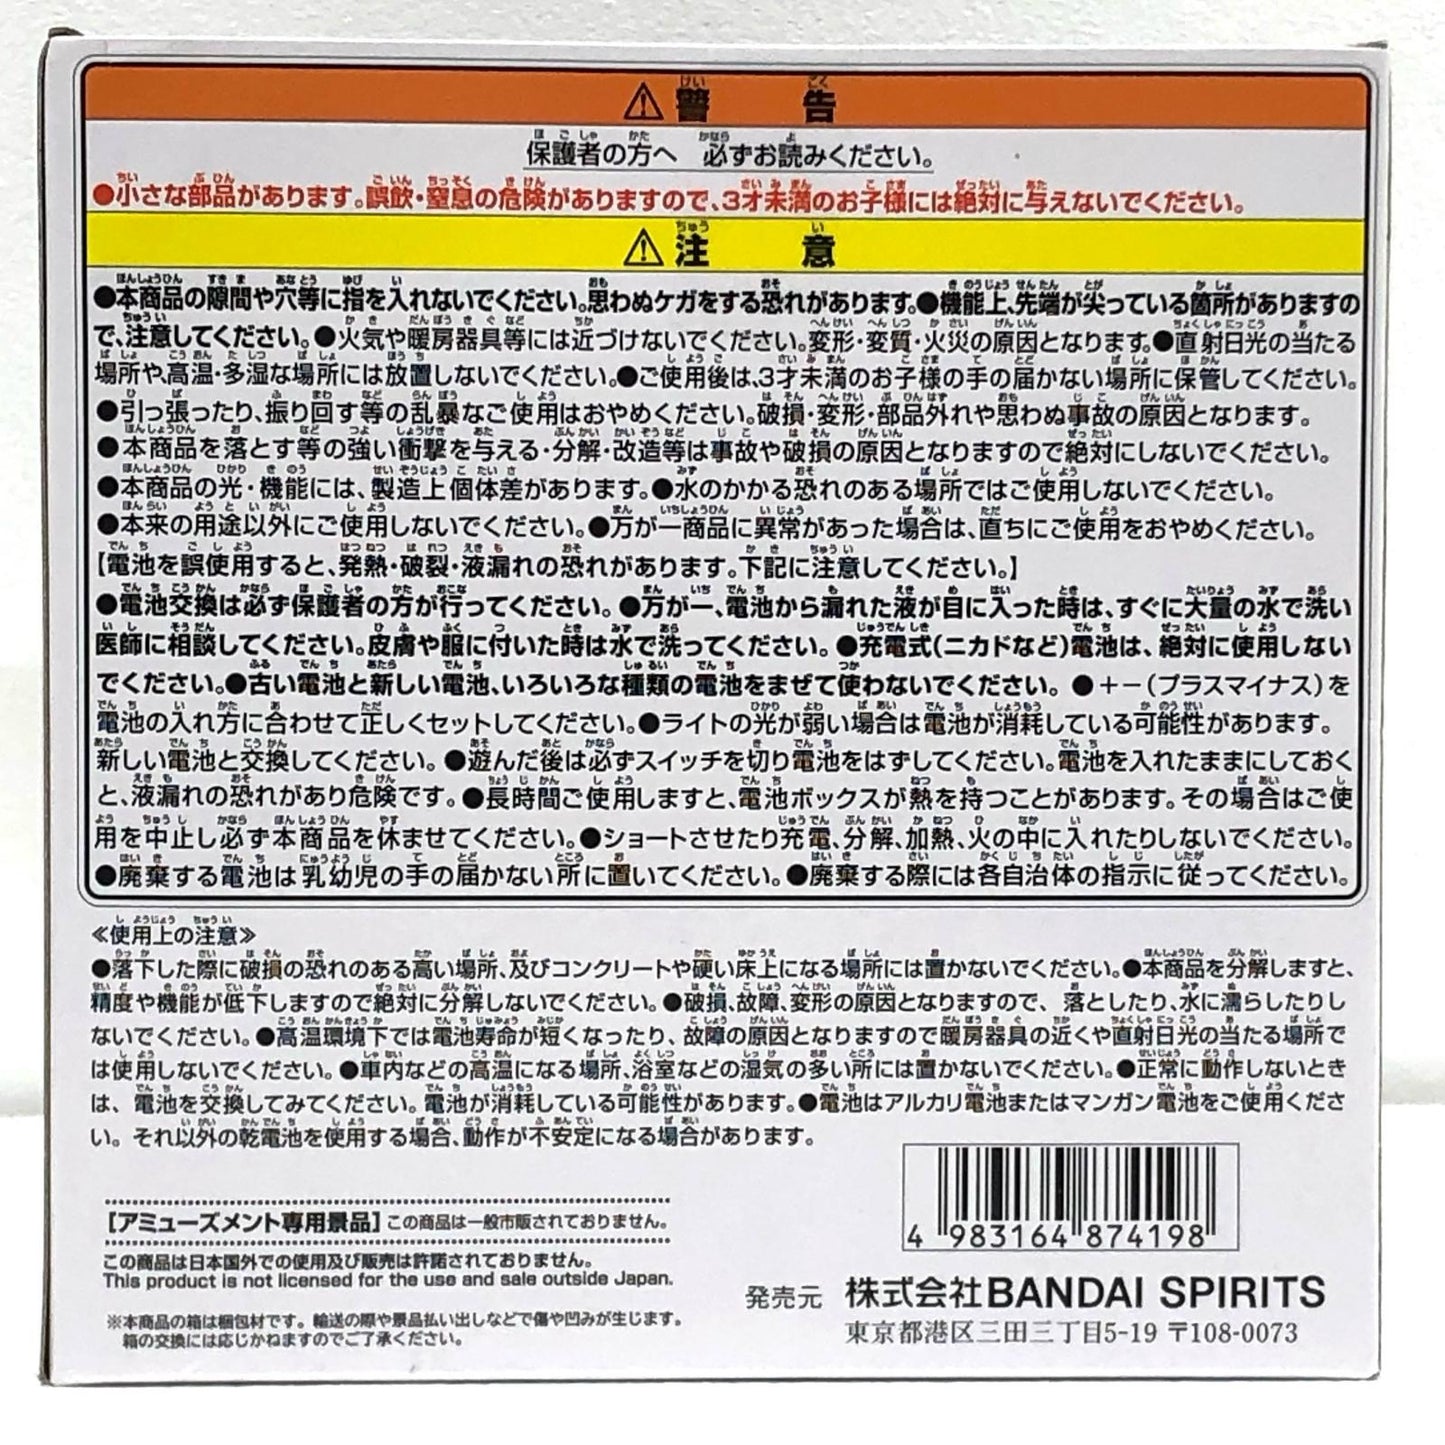 ⚠警告
保護者の方へ 必ずお読みください。
●小さな部品があります。誤飲・窒息の危険がありますので、3才未満のお子様には絶対に与えないでください。
⚠注意
●本商品の隙間や穴等に指を入れないでください。思わぬケガをする恐れがあります。●機能上、先端が尖っている箇所がありますの
で、注意してください。●火気や暖房器具等には近づけないでください。変形・変質・火災の原因となります。●直射日光の当たる
場所や、高温・多湿な場所には放置しないでください。●ご使用後は、3才未満のお子様の手の届かない場所に保管してください。
●引っ張ったり、振り回す等の乱暴なご使用はおやめください。破損・変形・部品外れや思わぬ事故の原因となります。
●本商品を落とす等の強い衝撃を与える・分解・改造等は事故や破損の原因となりますので絶対にしないでください。
●本商品の光・機能には、製造上個体差があります。●水のかかる恐れのある場所ではご使用しないでください。
●本来の用途以外にご使用しないでください。●万が一商品に異常があった場合は、直ちにご使用をおやめください。
【電池を誤使用すると、発熱・破裂・液漏れの恐れがあります。下記に注意してください。】
●電池交換は必ず保護者の方が行ってください。●万が一、電池から漏れた液が目に入った時は、すぐに大量の水で洗い
医師に相談してください。皮膚や服に付いた時は水で洗ってください。●充電式(ニカドなど)電池は、絶対に使用しない
でください。●古い電池と新しい電池、いろいろな種類の電池をまぜて使わないでください。●＋−(プラスマイナス)を
電池の入れ方に合わせて正しくセットしてください。●ライトの光が弱い場合は電池が消耗している可能性があります。
新しい電池と交換してください。●遊んだ後は必ずスイッチを切り電池をはずしてください。電池を入れたままにしておく
と、液漏れの恐れがあり危険です。●長時間ご使用しますと、電池ボックスが熱を持つことがあります。その場合はご使
用を中止し必ず本商品を休ませてください。●ショートさせたり充電、分解、加熱、火の中に入れたりしないでください。
●廃棄する電池は乳幼児の手の届かない所に置いてください。●廃棄する際には各自治体の指示に従ってください。
≪使用上の注意≫
●落下した際に破損の恐れのある高い場所、及びコンクリートや硬い床上になる場所には置かないでください。●本商品を分解しますと、
精度や機能が低下しますので絶対に分解しないでください。●破損、故障、変形の原因となりますので、落としたり、水に濡らしたりし
ないでください。●高温環境下では電池寿命が短くなったり、故障の原因となりますので暖房器具の近くや直射日光の当たる場所で
は使用しないでください。●車内などの高温になる場所、浴室などの湿気の多い所には置かないでください。●正常に動作しないとき
は、電池を交換してみてください。電池が消耗している可能性があります。●電池はアルカリ電池またはマンガン電池をご使用くださ
い。それ以外の乾電池を使用する場合、動作が不安定になる場合があります。
【アミューズメント専用景品】この商品は一般市販されておりません。
この商品は日本国外での使用及び販売は許諾されておりません。
This product is not licensed for the use and sale outside Japan.
※本商品の箱は梱包材です。輸送の際や景品払い出しなどで傷や凹みが生じます。
箱の交換には応じかねますのでご了承ください。
4 983164 874198
発売元 株式会社BANDAI SPIRITS
東京都港区三田三丁目5-19 〒108-0073